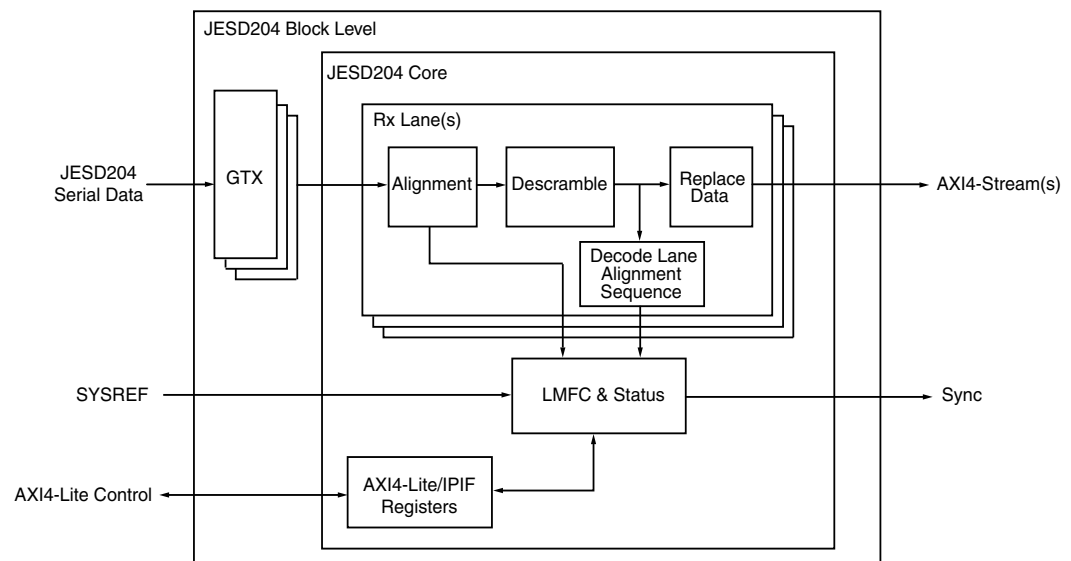 JESD204 Block Level
JESD204 Core
Rx Lane(s)
JESD204
Serial Data
GTX
Alignment
Descramble
Replace
Data
AXI4-Stream(s)
Decode Lane
Alignment
Sequence
SYSREF
LMFC & Status
Sync
AXI4-Lite Control
AXI4-Lite/IPIF
Registers